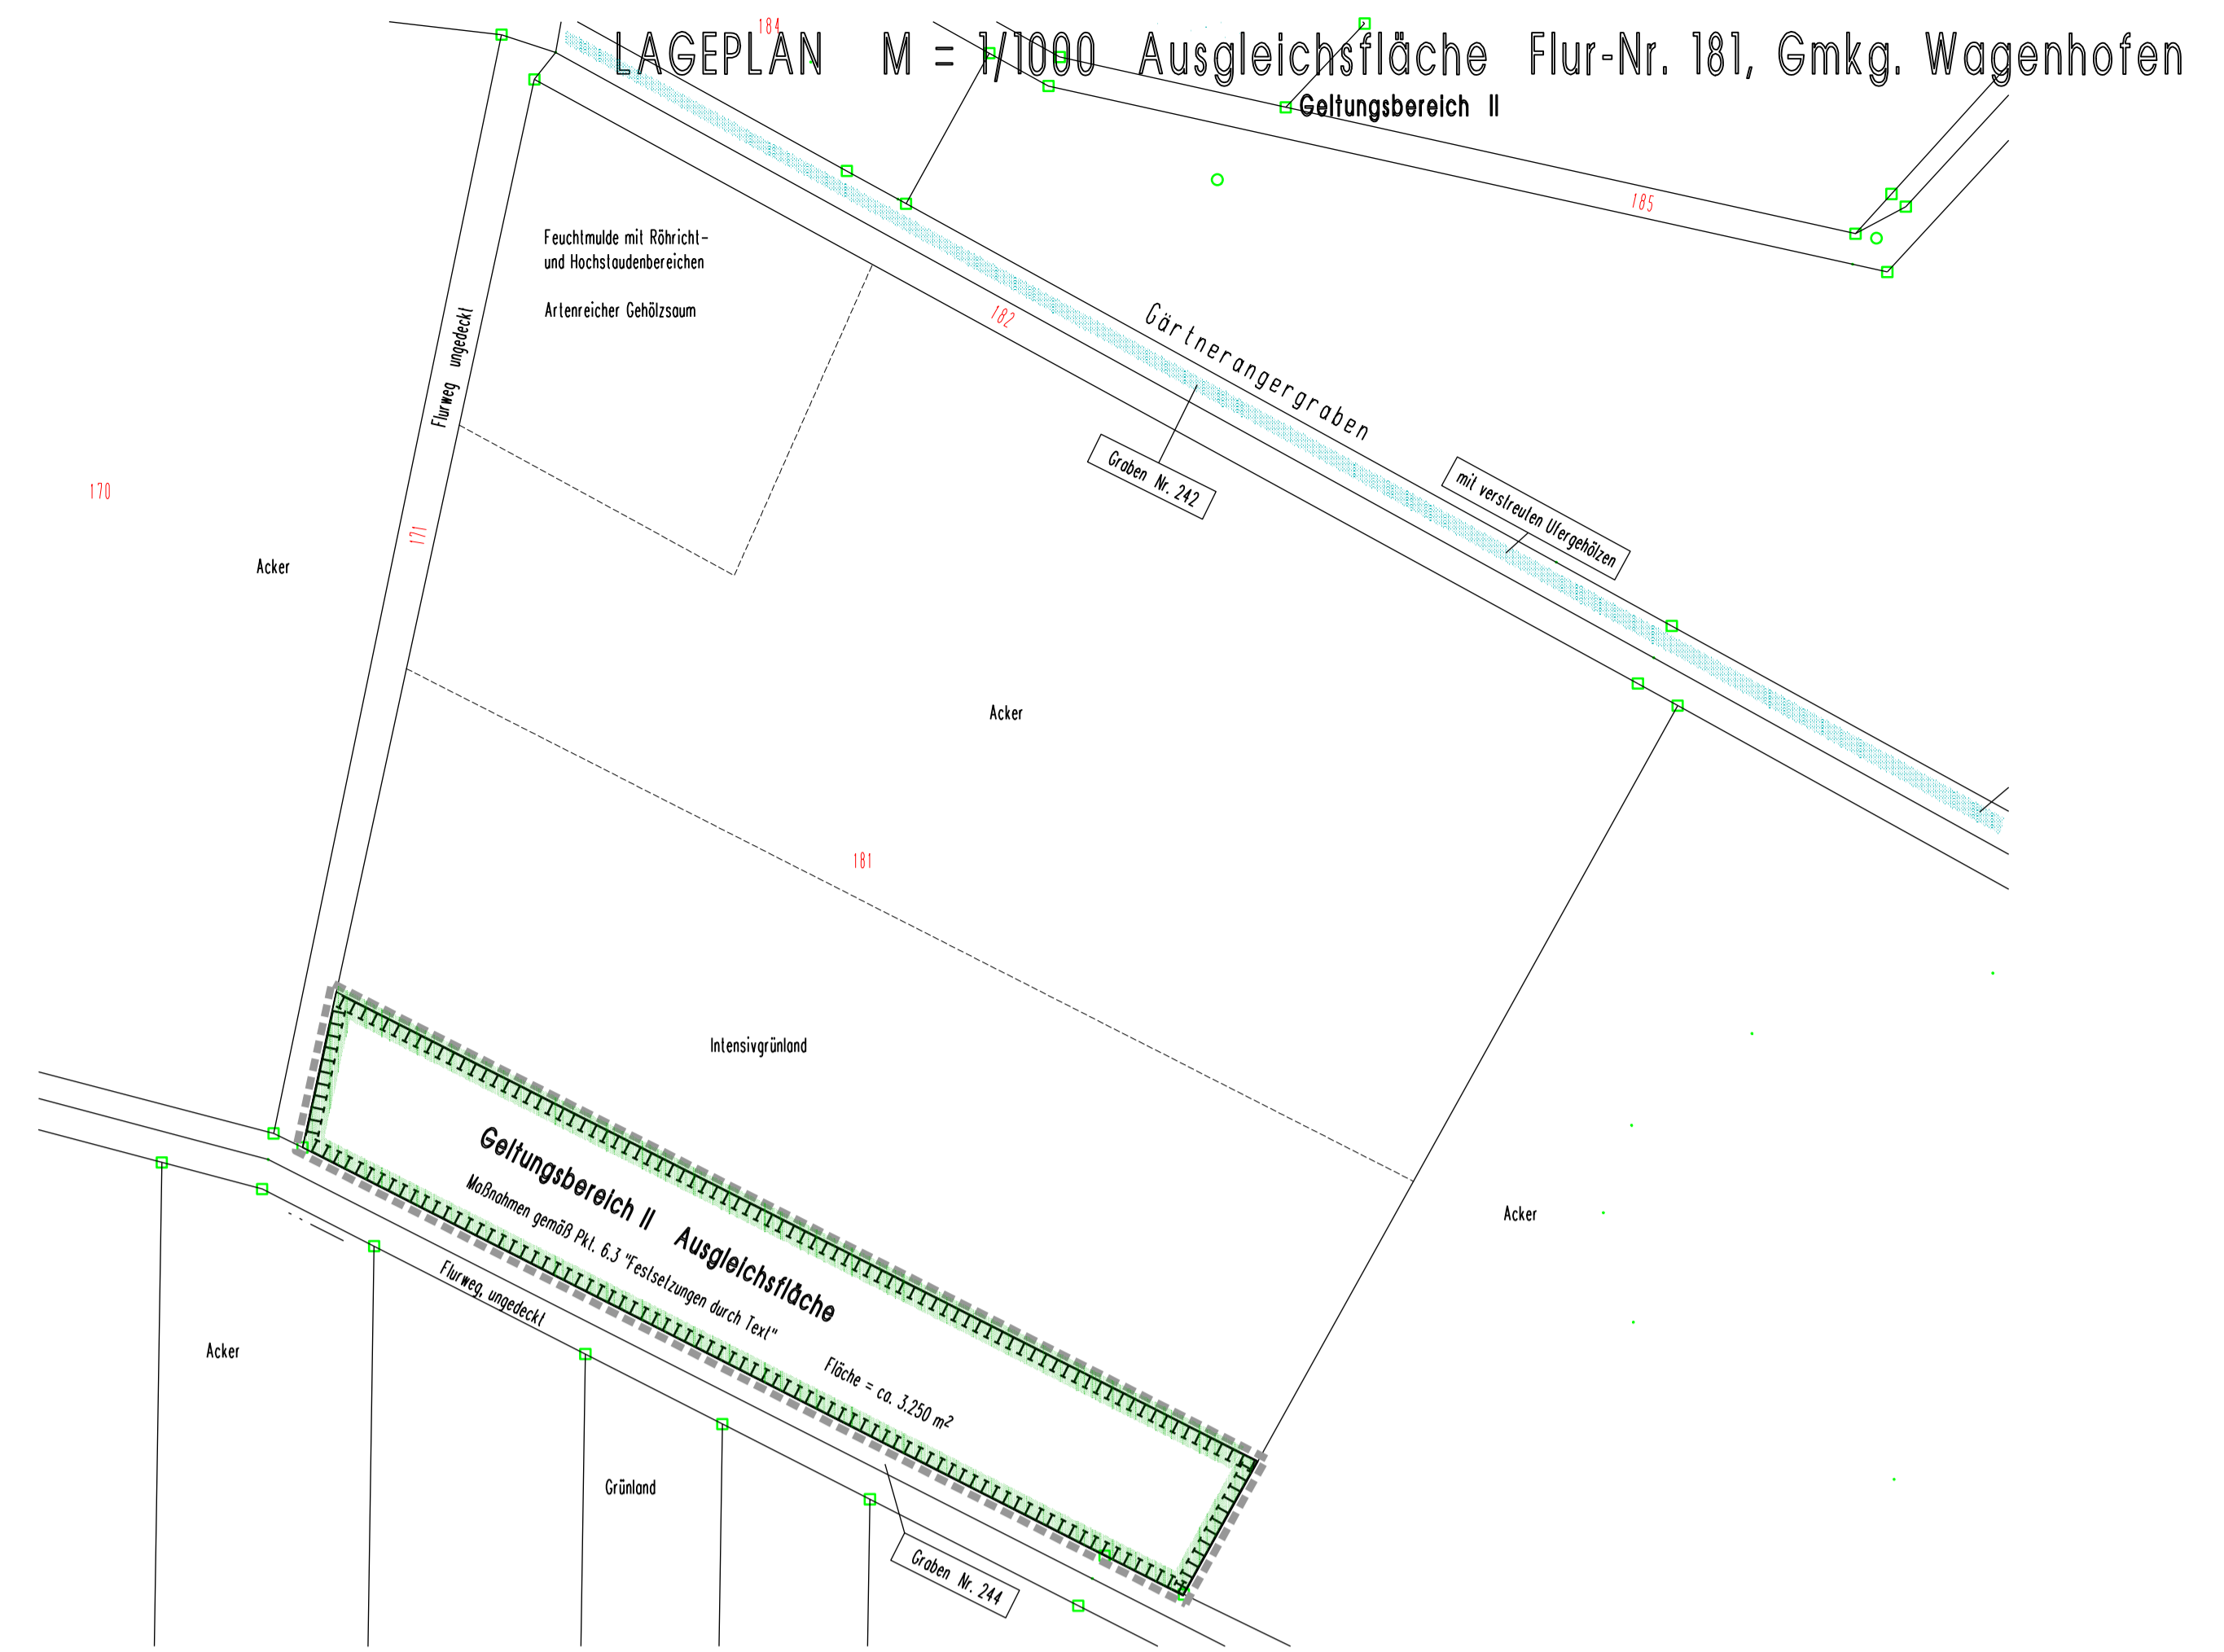 184
LAGEPLAN M = 1/1000 Ausgleichsfläche Flur-Nr. 181, Gmkg. Wagenhofen
Geltungsbereich II
185
Feuchtmulde mit Röhricht-
und Hochstaudenbereichen
Artenreicher Gehölzsaum
182
Gärtnerangergraben
Flurweg ungedeckt
Graben Nr. 242
mit verstreuten Ufergehölzen
170
171
Acker
Acker
181
Intensivgrünland
Geltungsbereich II Ausgleichsfläche
Maßnahmen gemäß Pkt. 6.3 "Festsetzungen durch Text"
Fläche = ca. 3.250 m²
Acker
Flurweg, ungedeckt
Acker
Grünland
Graben Nr. 244